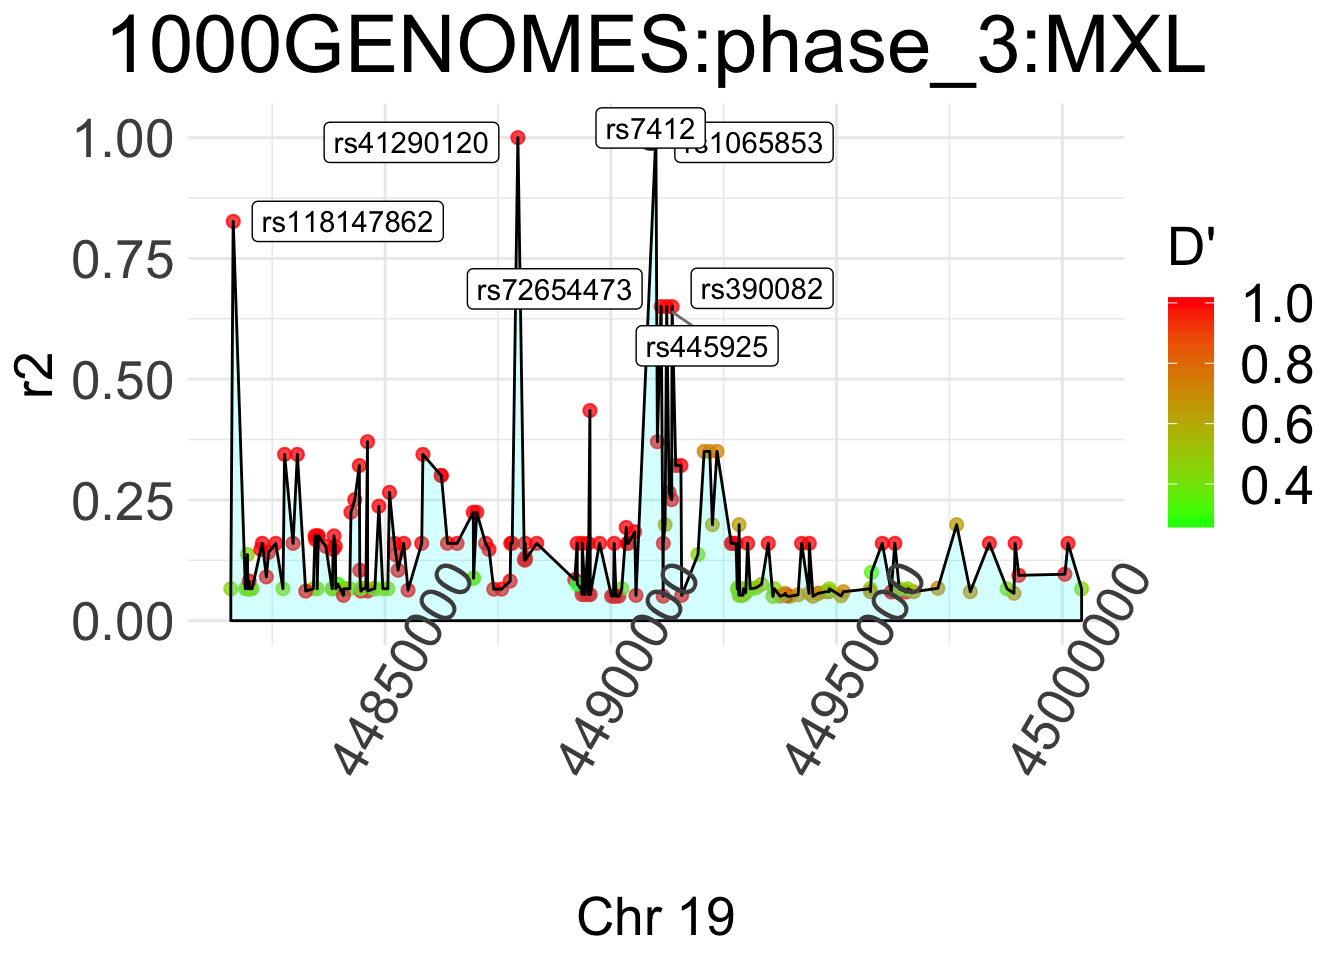 1000GENOMES:phase_3:MXL
1.00
0.75
0.50
0.25
0.00
r2
rs41290120
rs7412
rs1065853
rs118147862
rs72654473
rs390082
rs445925
44850000
44900000
44950000
45000000
Chr 19
D'
1.0
0.8
0.6
0.4